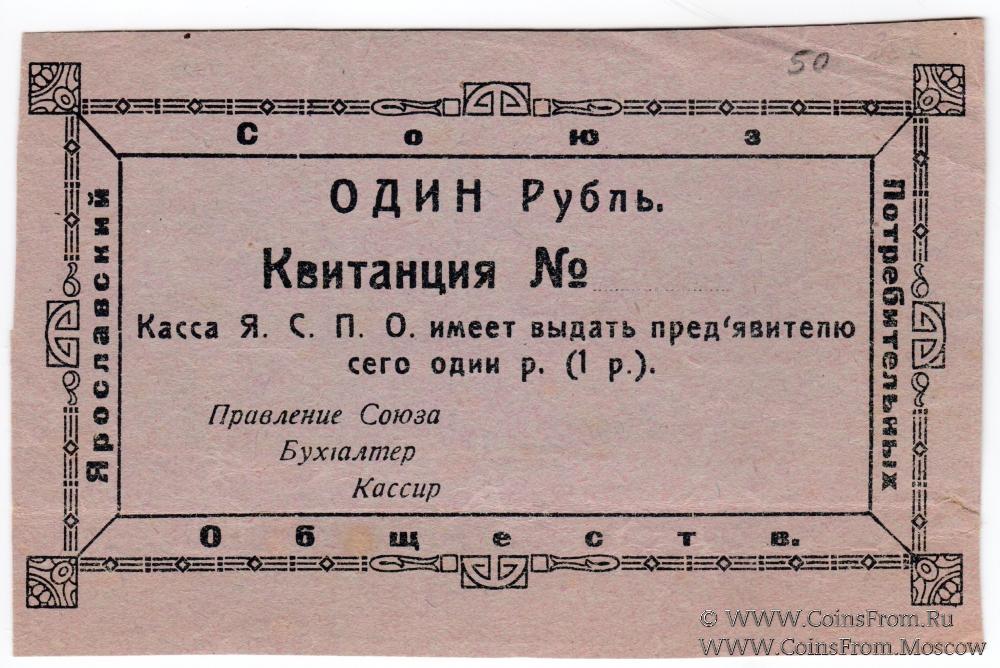 50
Ярославский
Союз
Потребительных
Обществ.
ОДИН Рубль.
Квитанция №
Касса Я. С. П. О. имеет выдать пред'явителю
сего один р. (1 р.).
Правление Союза
Бухгалтер
Кассир
© WWW.CoinsFrom.Ru
WWW.CoinsFrom.Moscow